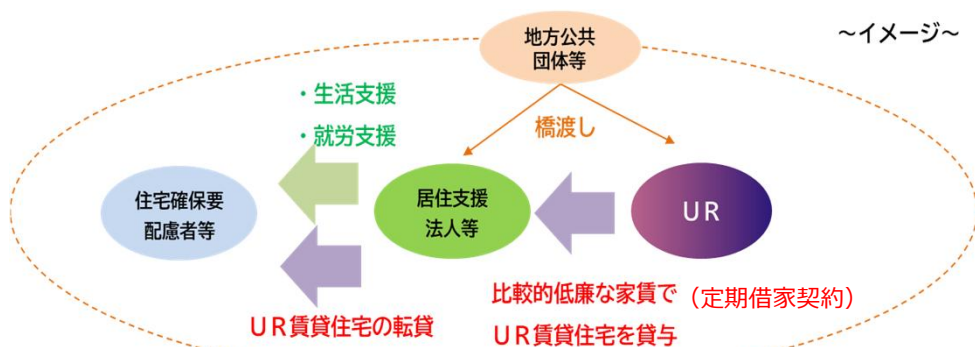 ～イメージ～
地方公共
団体等
・生活支援
・就労支援
橋渡し
住宅確保要
配慮者等
居住支援
法人等
ＵＲ
比較的低廉な家賃で（定期借家契約）
ＵＲ賃貸住宅を貸与
ＵＲ賃貸住宅の転貸